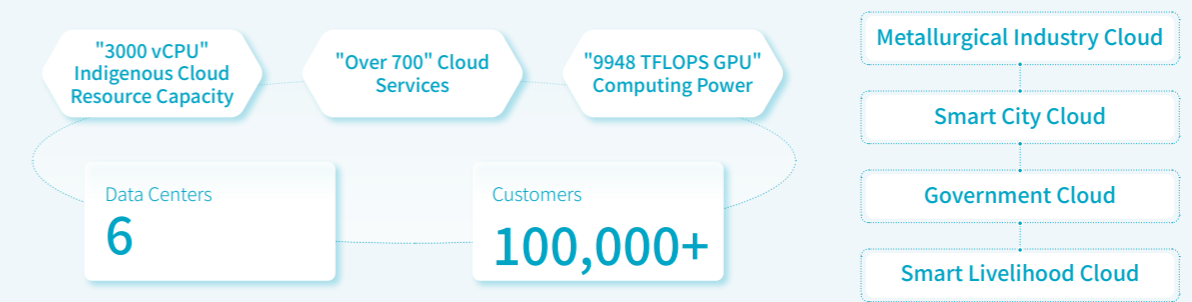 "3000 vCPU"
Indigenous Cloud
Resource Capacity
"Over 700" Cloud
Services
"9948 TFLOPS GPU"
Computing Power
Data Centers
6
Customers
100,000+
Metallurgical Industry Cloud
Smart City Cloud
Government Cloud
Smart Livelihood Cloud